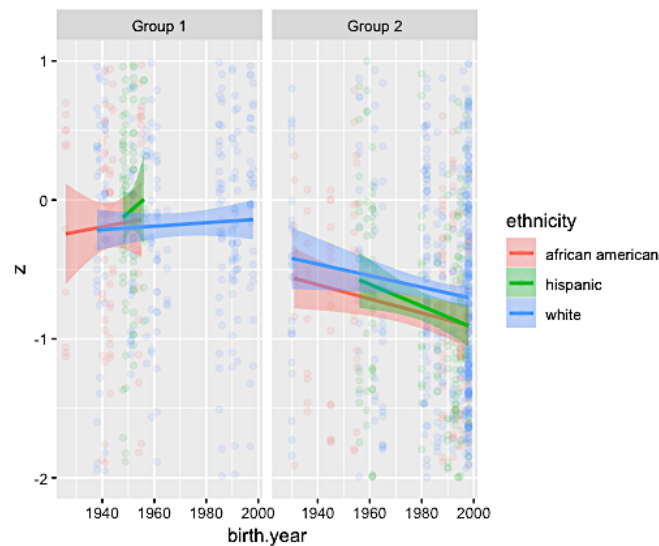 Group 1
Group 2
1
0
-1
-2
z
1940 1960 1980 2000
1940 1960 1980 2000
birth.year
ethnicity
african american
hispanic
white